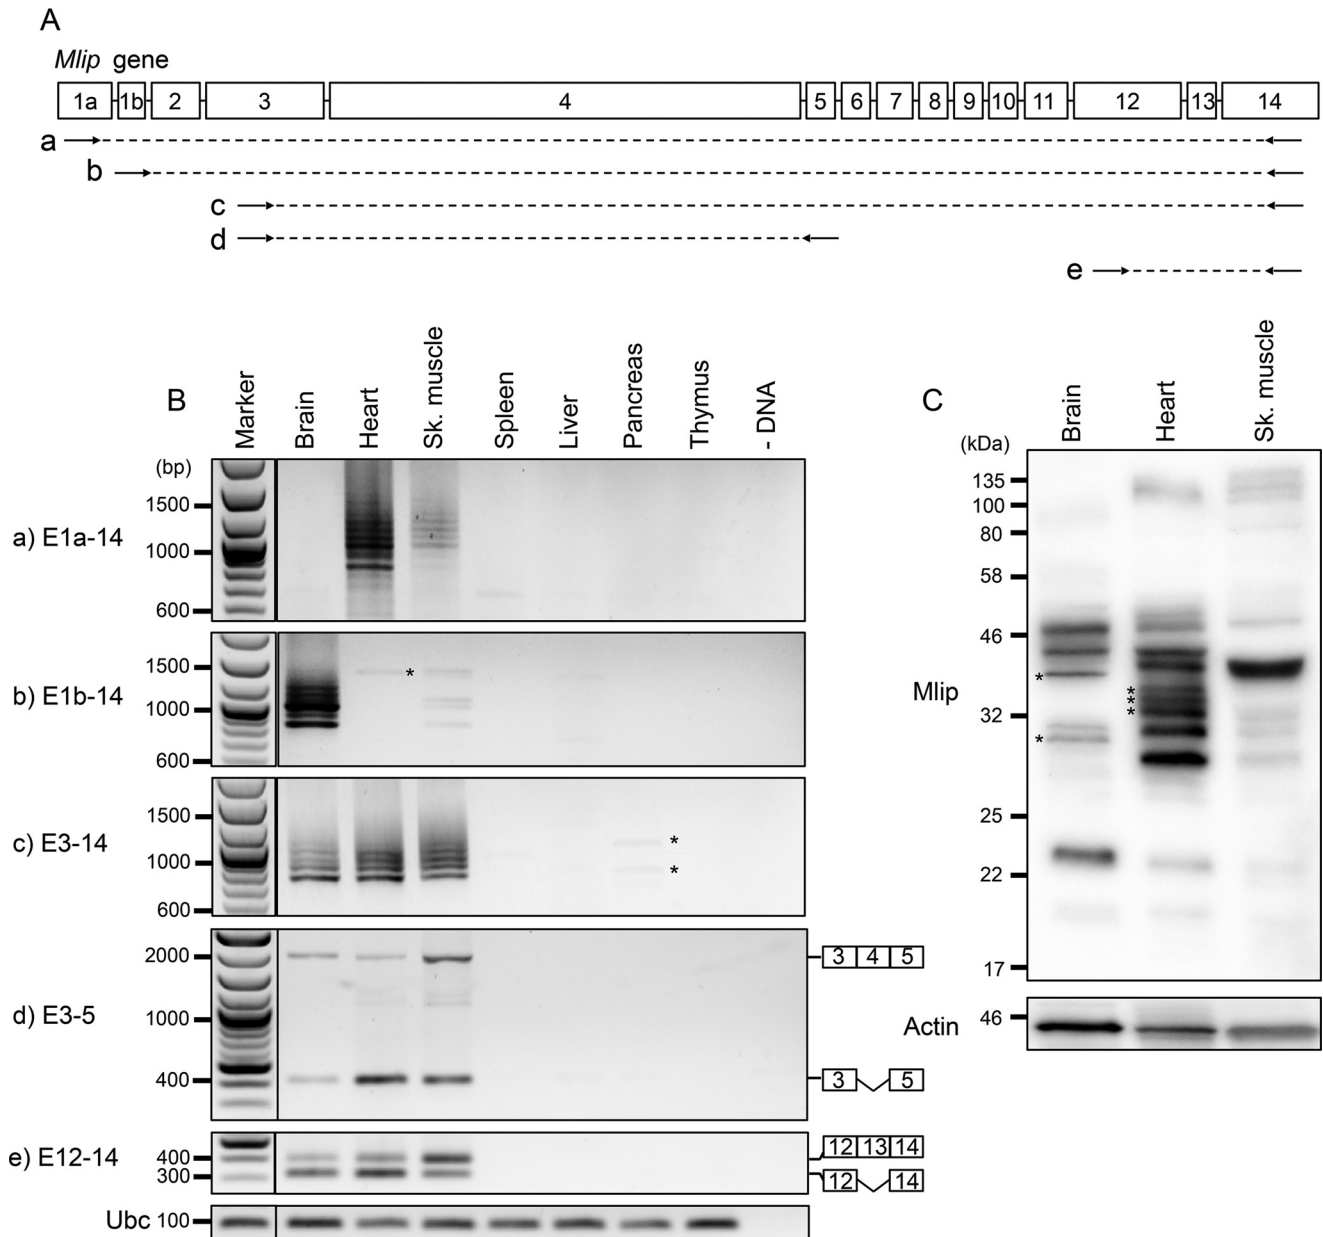 A
Mlip gene
1a 1b 2 3 4 5 6 7 8 9 10 11 12 13 14
a
b
c
d
e
B
Marker Brain Heart Sk. muscle Spleen Liver Pancreas Thymus - DNA
(bp)
a) E1a-14
1500
1000
600
b) E1b-14
1500
*
1000
600
c) E3-14
1500
*
1000
*
600
d) E3-5
2000
3 4 5
1000
400
3 5
e) E12-14
400
12 13 14
300
12 14
Ubc 100
C
Brain Heart Sk. muscle
(kDa)
135
100
80
58
46
*
*
*
*
Mlip
32
*
25
22
17
Actin
46